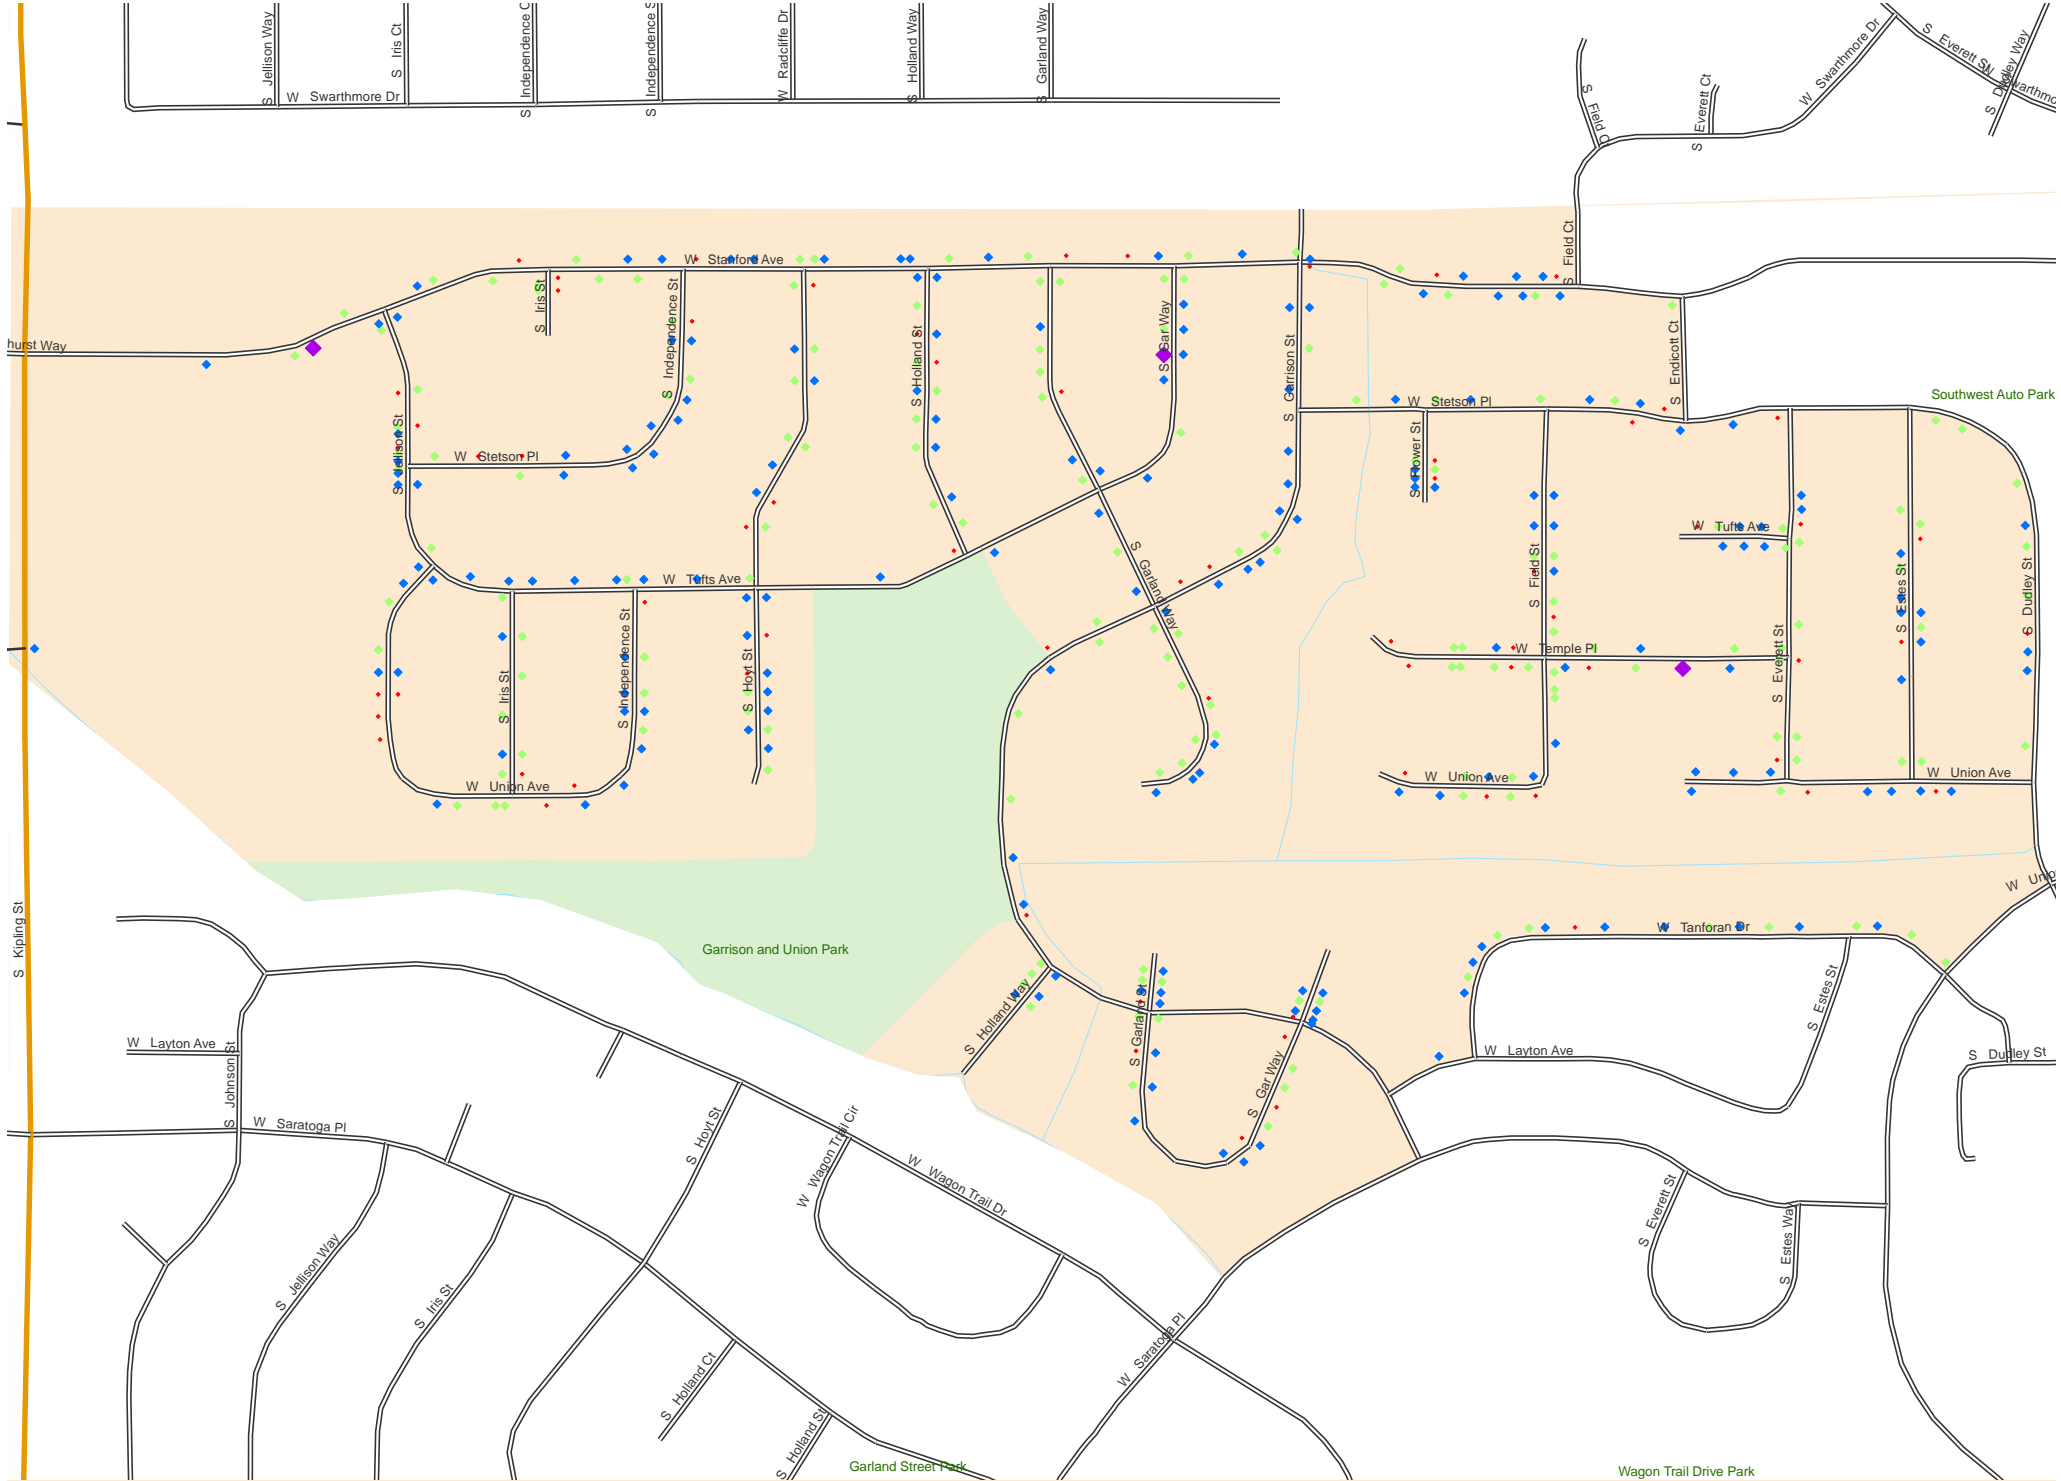 S Jellison Way
S Iris Ct
S Independence
S Independence
W Radcliffe Dr
S Holland Way
S Garland Way
W Swarthmore Dr
S Field
S Everett Ct
W Swarthmore Dr
S Everett St
S Dudley Way
hurst Way
W Stanford Ave
S Iris St
S Independence St
S Holland St
S Gar Way
S Garrison St
S Field Ct
S Endicott Ct
Southwest Auto Park
S Jellison St
W Stetson Pl
W Stetson Pl
S Flower St
W Tufts Ave
W Tufts Ave
S Garland Way
S Field St
S Estes St
S Dudley St
S Iris St
S Independence St
S Hoyt St
W Temple Pl
S Everett St
W Union Ave
W Union Ave
W Union Ave
S Kipling St
Garrison and Union Park
W Tanforan Dr
S Holland Way
S Garland St
S Gar Way
S Estes St
W Layton Ave
S Johnson St
W Saratoga Pl
W Layton Ave
S Dudley St
S Hoyt St
W Wagon Trail Cir
W Wagon Trail Dr
S Jellison Way
S Iris St
S Everett St
S Estes Way
W Saratoga Pl
S Holland Ct
S Holland St
Garland Street Park
Wagon Trail Drive Park